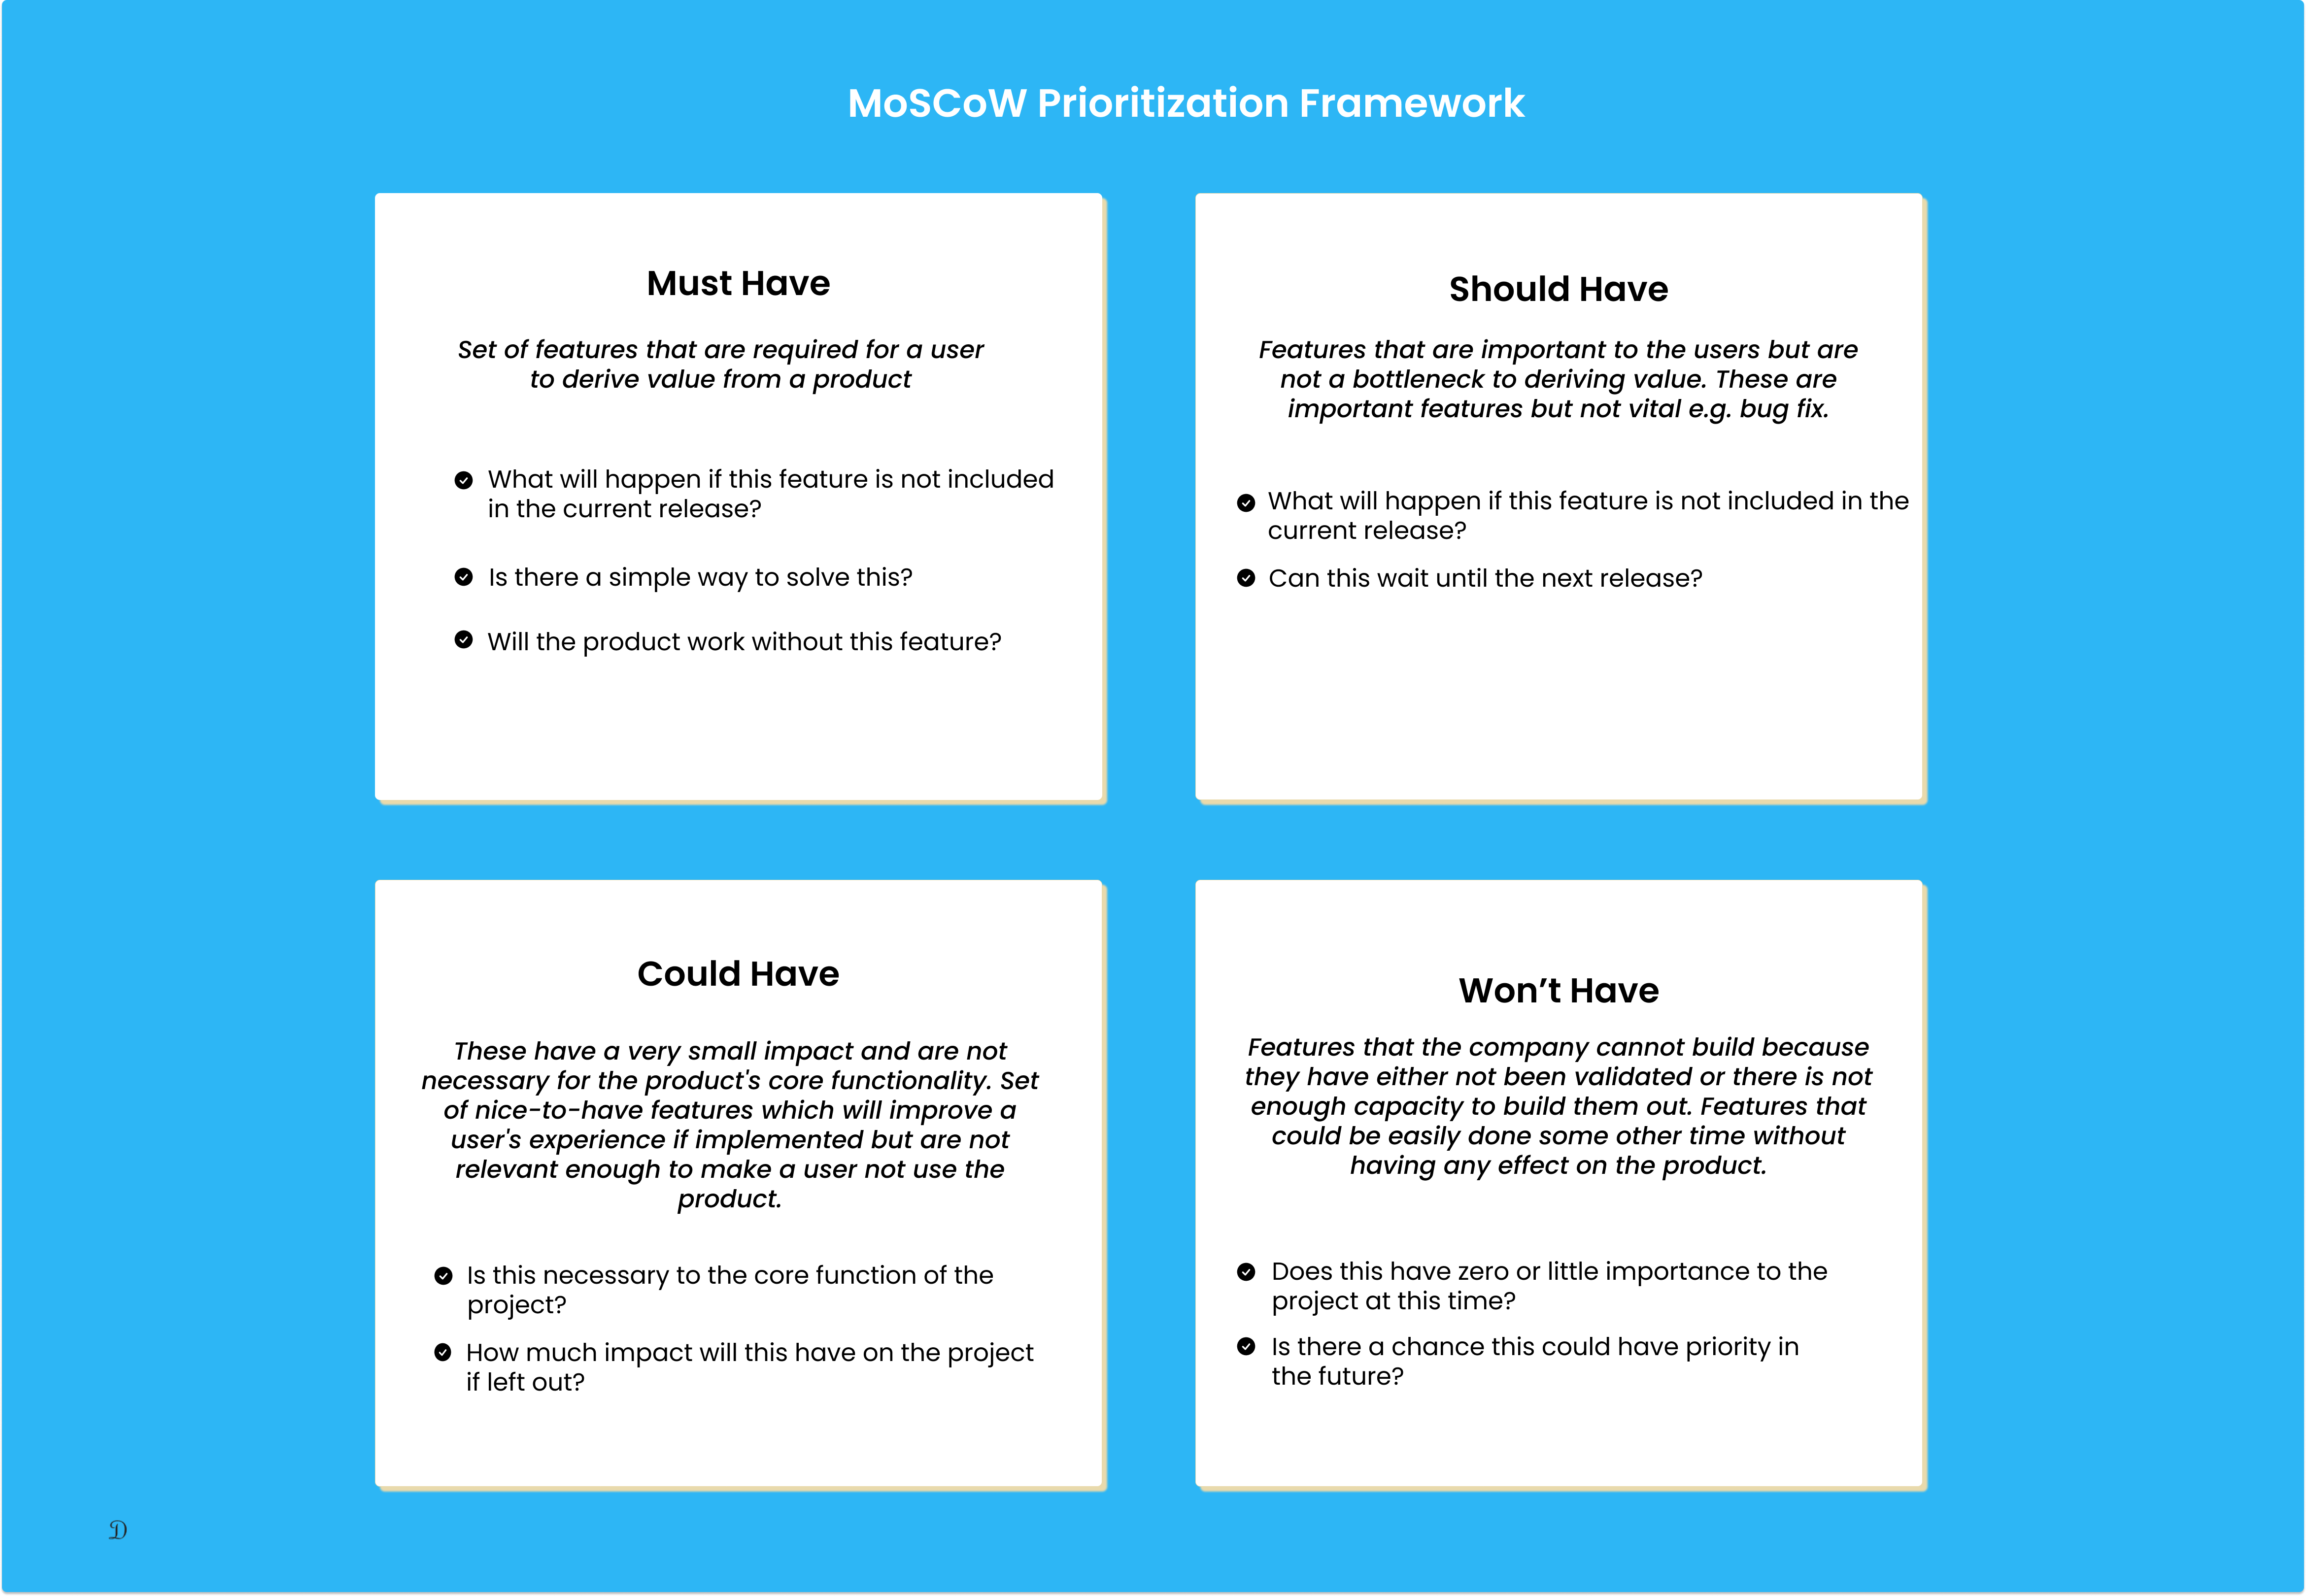 MoSCoW Prioritization Framework
Must Have
Set of features that are required for a user
to derive value from a product
What will happen if this feature is not included
in the current release?
Is there a simple way to solve this?
Will the product work without this feature?
Should Have
Features that are important to the users but are
not a bottleneck to deriving value. These are
important features but not vital e.g. bug fix.
What will happen if this feature is not included in the
current release?
Can this wait until the next release?
Could Have
These have a very small impact and are not
necessary for the product's core functionality. Set
of nice-to-have features which will improve a
user's experience if implemented but are not
relevant enough to make a user not use the
product.
Is this necessary to the core function of the
project?
How much impact will this have on the project
if left out?
Won’t Have
Features that the company cannot build because
they have either not been validated or there is not
enough capacity to build them out. Features that
could be easily done some other time without
having any effect on the product.
Does this have zero or little importance to the
project at this time?
Is there a chance this could have priority in
the future?
D